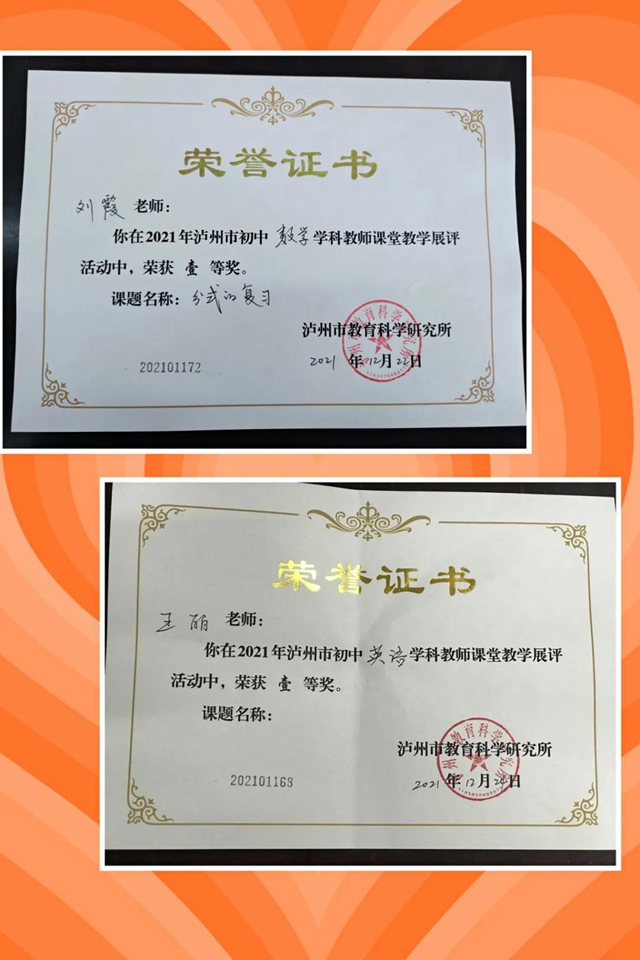 荣誉证书
刘霞 老师：
你在2021年泸州市初中 数学 学科教师课堂教学展评
活动中，荣获 壹 等奖。
课题名称：分式的复习
泸州市教育科学研究所
2021 年12月22日
202101172
荣誉证书
王丽 老师：
你在2021年泸州市初中 英语 学科教师课堂教学展评
活动中，荣获 壹 等奖。
课题名称：
泸州市教育科学研究所
2021 年12月24日
202101168